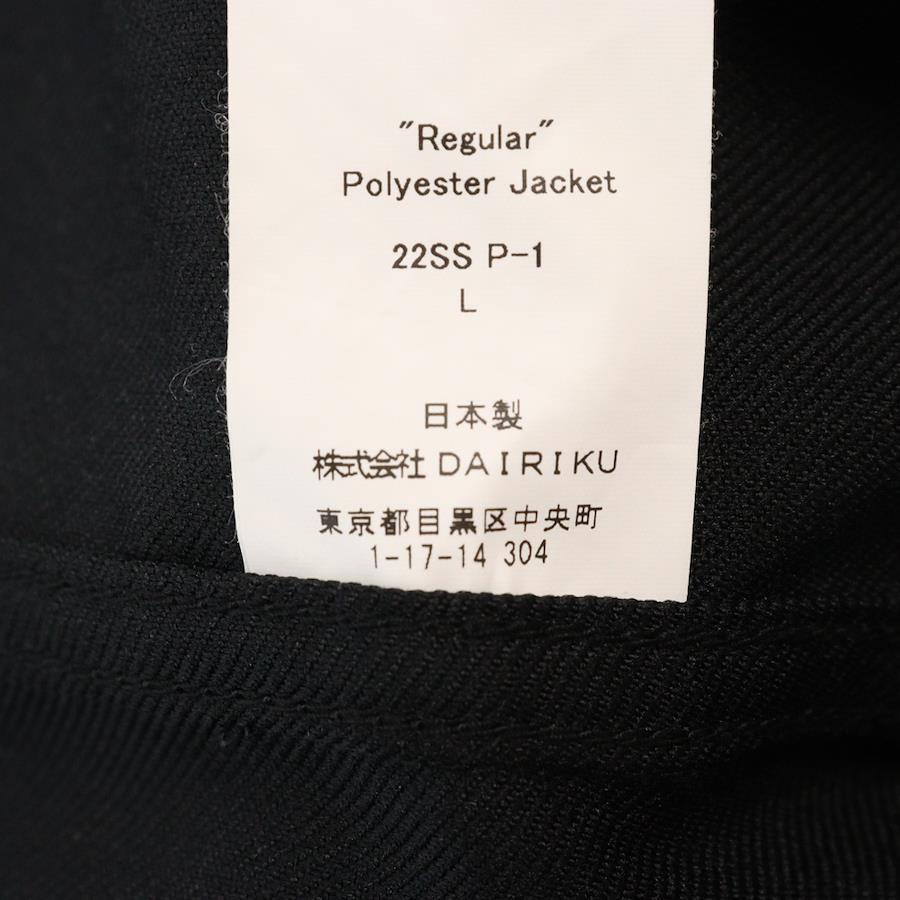 "Regular"
Polyester Jacket
22SS P-1
L
日本製
株式会社 DAIRIKU
東京都目黒区中央町
1-17-14 304